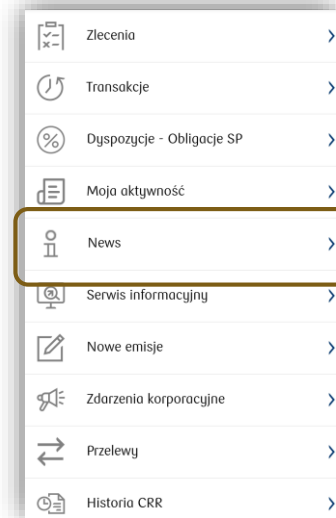 Zlecenia
Transakcje
Dyspozycje - Obligacje SP
Moja aktywność
News
Serwis informacyjny
Nowe emisje
Zdarzenia korporacyjne
Przelewy
Historia CRR